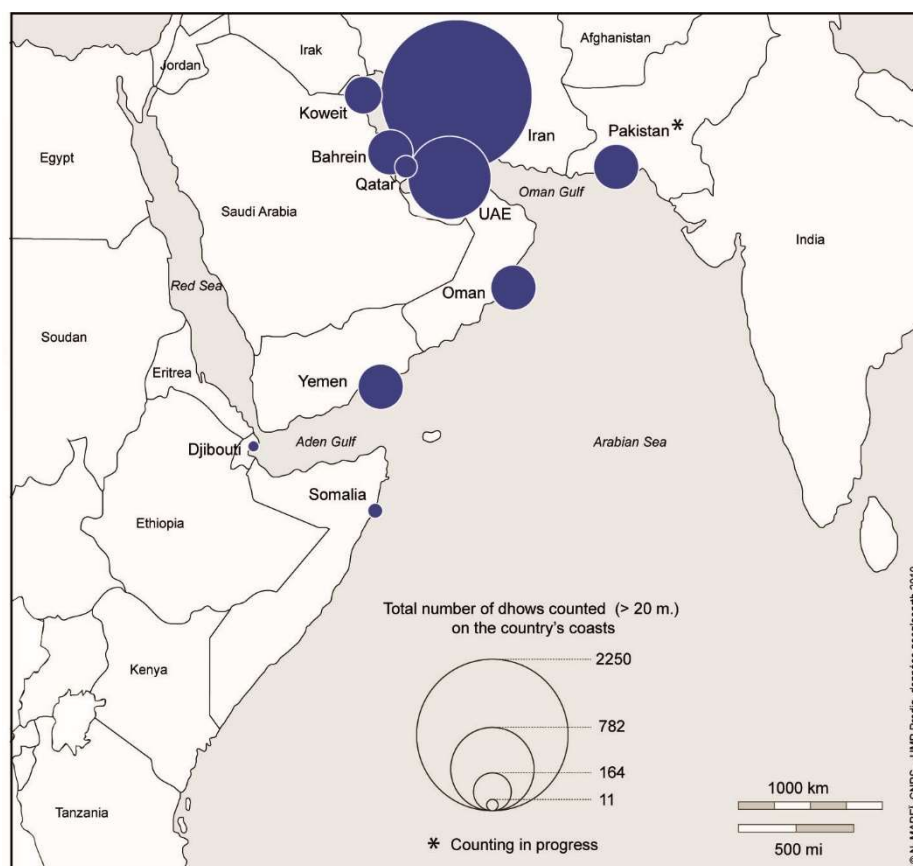 Afghanistan
Irak
Jordan
Koweit
Iran
Pakistan*
Egypt
Bahrein
Qatar
Oman Gulf
Saudi Arabia
UAE
India
Red Sea
Oman
Soudan
Eritrea
Yemen
Djibouti
Aden Gulf
Arabian Sea
Somalia
Ethiopia
Total number of dhows counted (> 20 m.)
on the country's coasts
2250
Kenya
782
164
11
1000 km
Tanzania
* Counting in progress
500 mi